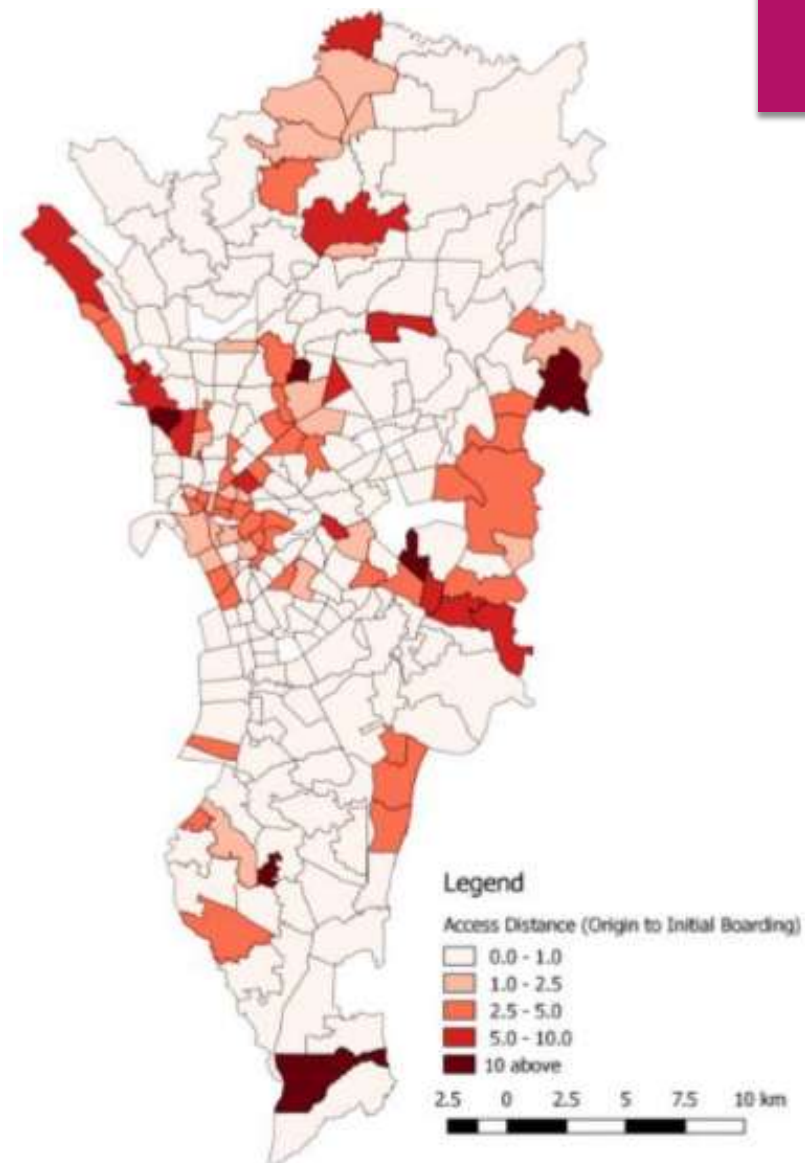 Legend
Access Distance (Origin to Initial Boarding)
0.0 - 1.0
1.0 - 2.5
2.5 - 5.0
5.0 - 10.0
10 above
2.5 0 2.5 5 7.5 10 km